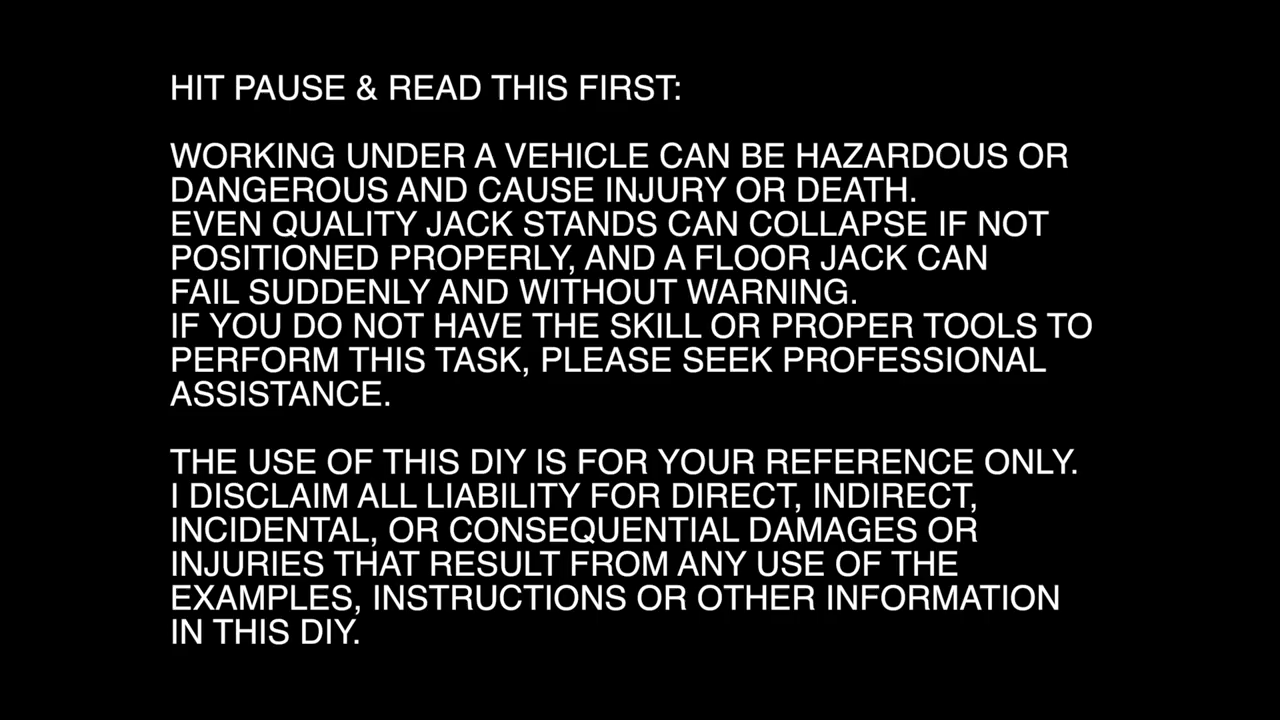 HIT PAUSE & READ THIS FIRST:
WORKING UNDER A VEHICLE CAN BE HAZARDOUS OR
DANGEROUS AND CAUSE INJURY OR DEATH.
EVEN QUALITY JACK STANDS CAN COLLAPSE IF NOT
POSITIONED PROPERLY, AND A FLOOR JACK CAN
FAIL SUDDENLY AND WITHOUT WARNING.
IF YOU DO NOT HAVE THE SKILL OR PROPER TOOLS TO
PERFORM THIS TASK, PLEASE SEEK PROFESSIONAL
ASSISTANCE.
THE USE OF THIS DIY IS FOR YOUR REFERENCE ONLY.
I DISCLAIM ALL LIABILITY FOR DIRECT, INDIRECT,
INCIDENTAL, OR CONSEQUENTIAL DAMAGES OR
INJURIES THAT RESULT FROM ANY USE OF THE
EXAMPLES, INSTRUCTIONS OR OTHER INFORMATION
IN THIS DIY.